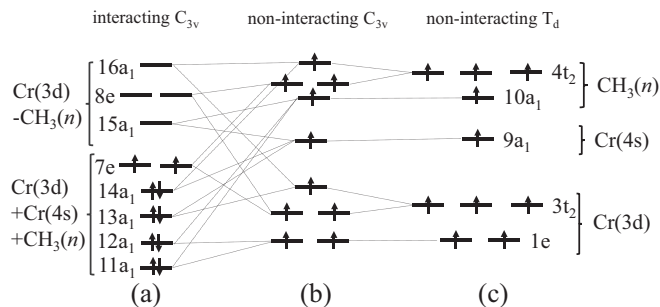 interacting C3v non-interacting C3v non-interacting Td
16a1
8e
15a1
Cr(3d)
-CH3(n)
7e
14a1
13a1
12a1
11a1
Cr(3d)
+Cr(4s)
+CH3(n)
4t2
10a1
CH3(n)
9a1
Cr(4s)
3t2
1e
Cr(3d)
(a) (b) (c)